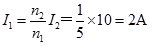 I₁ = n₂/n₁ I₂ = 1/5 × 10 = 2A